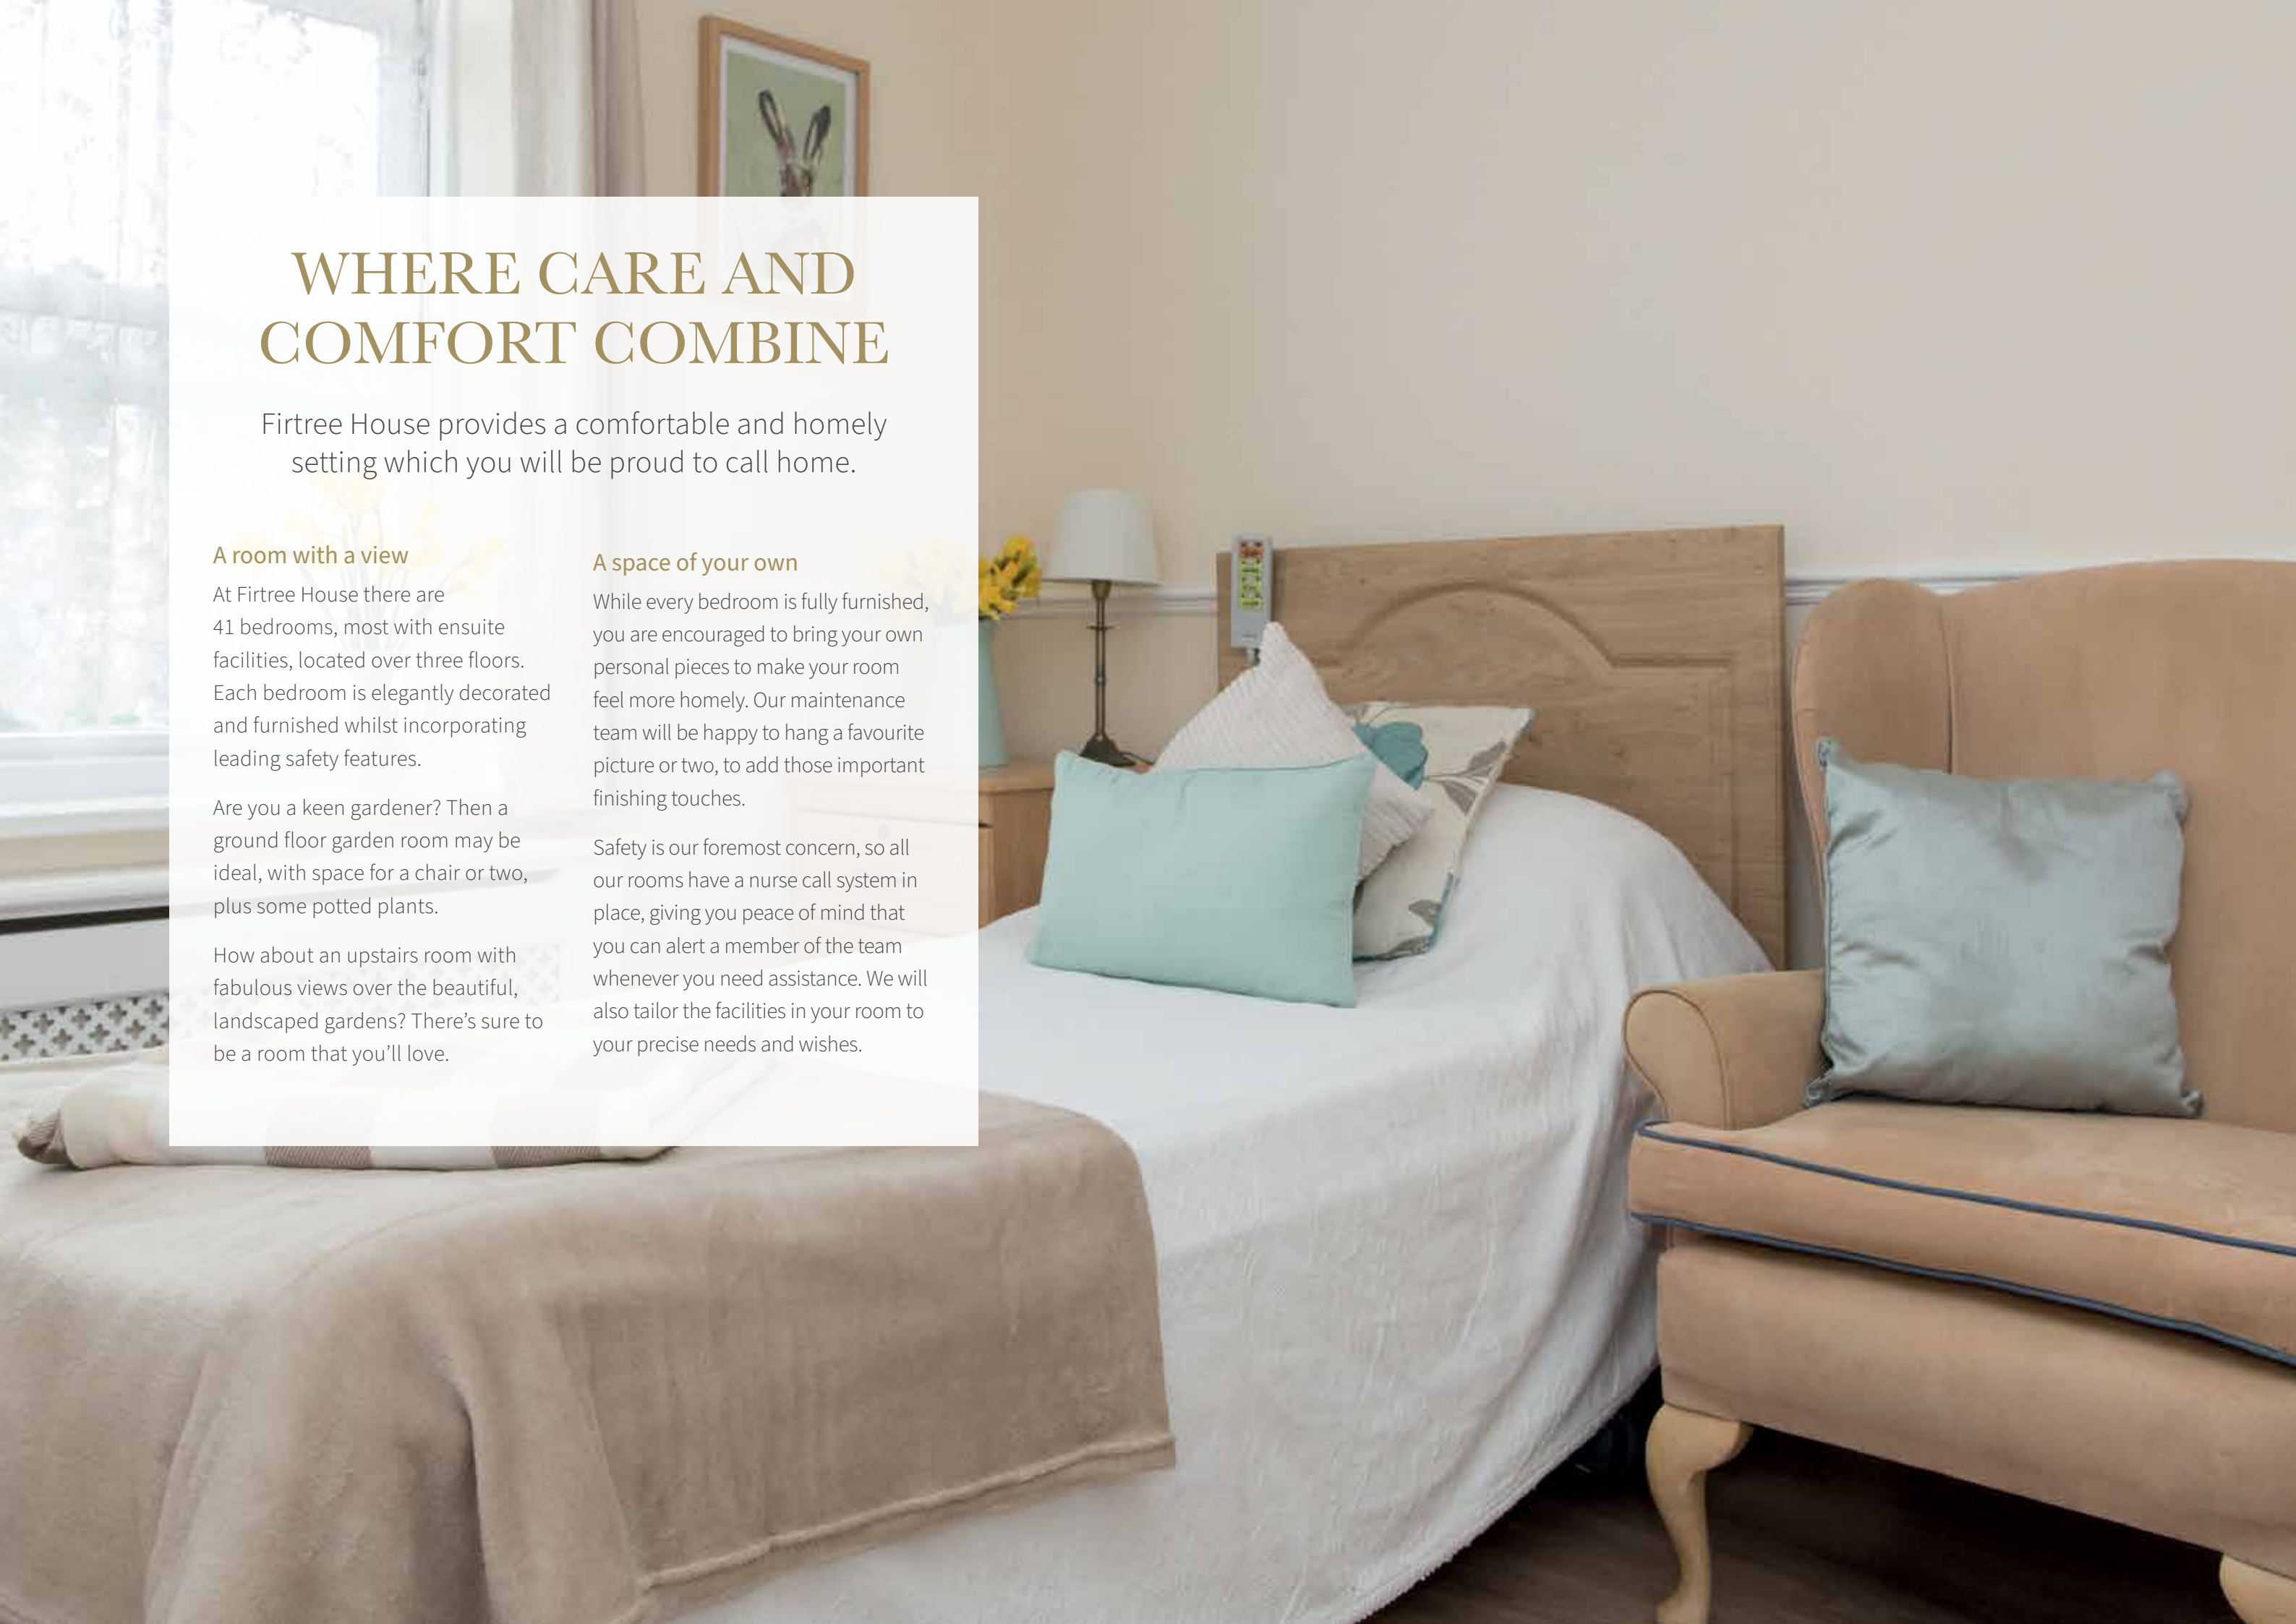 WHERE CARE AND
COMFORT COMBINE
Firtree House provides a comfortable and homely
setting which you will be proud to call home.
A room with a view
At Firtree House there are
41 bedrooms, most with ensuite
facilities, located over three floors.
Each bedroom is elegantly decorated
and furnished whilst incorporating
leading safety features.
Are you a keen gardener? Then a
ground floor garden room may be
ideal, with space for a chair or two,
plus some potted plants.
How about an upstairs room with
fabulous views over the beautiful,
landscaped gardens? There’s sure to
be a room that you’ll love.
A space of your own
While every bedroom is fully furnished,
you are encouraged to bring your own
personal pieces to make your room
feel more homely. Our maintenance
team will be happy to hang a favourite
picture or two, to add those important
finishing touches.
Safety is our foremost concern, so all
our rooms have a nurse call system in
place, giving you peace of mind that
you can alert a member of the team
whenever you need assistance. We will
also tailor the facilities in your room to
your precise needs and wishes.